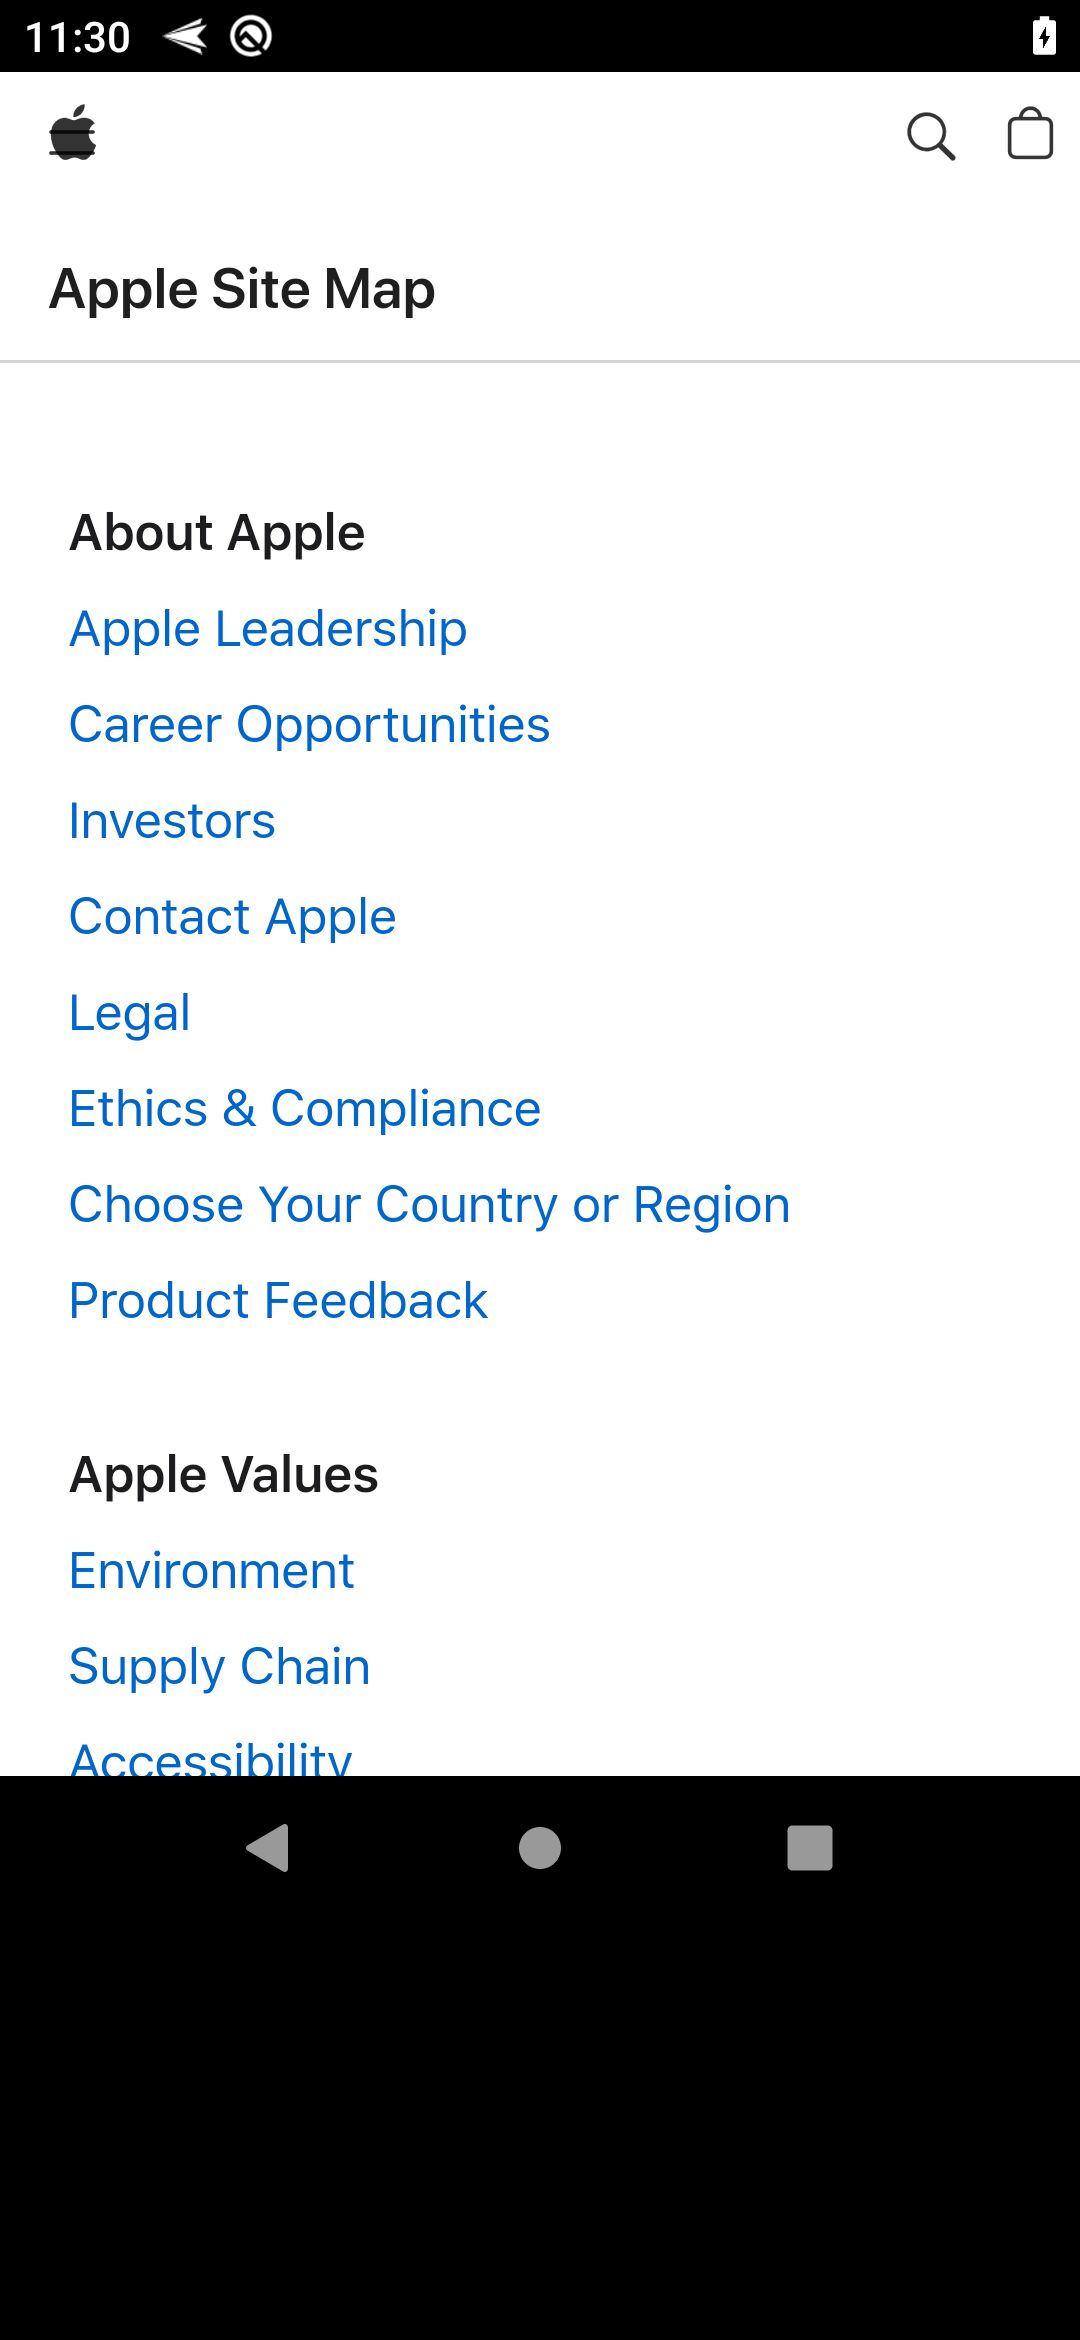 11:30
Apple Site Map
About Apple
Apple Leadership
Career Opportunities
Investors
Contact Apple
Legal
Ethics & Compliance
Choose Your Country or Region
Product Feedback
Apple Values
Environment
Supply Chain
Accessibility